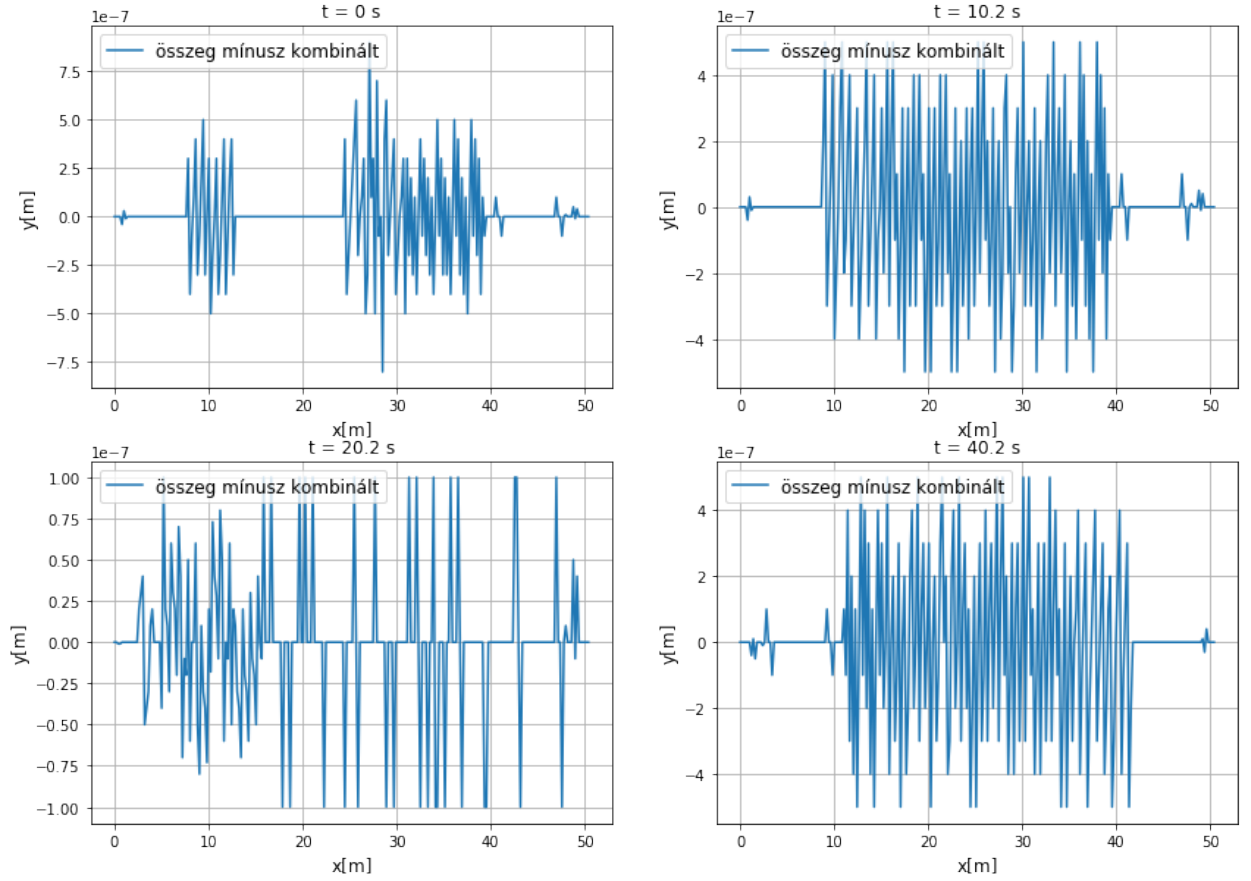 t = 0 s
1e−7
összeg mínusz kombinált
7.5
5.0
2.5
0.0
−2.5
−5.0
−7.5
y[m]
0 10 20 30 40 50
x[m]
t = 10.2 s
1e−7
összeg mínusz kombinált
4
2
0
−2
−4
y[m]
0 10 20 30 40 50
x[m]
t = 20.2 s
1e−7
összeg mínusz kombinált
1.00
0.75
0.50
0.25
0.00
−0.25
−0.50
−0.75
−1.00
y[m]
0 10 20 30 40 50
x[m]
t = 40.2 s
1e−7
összeg mínusz kombinált
4
2
0
−2
−4
y[m]
0 10 20 30 40 50
x[m]